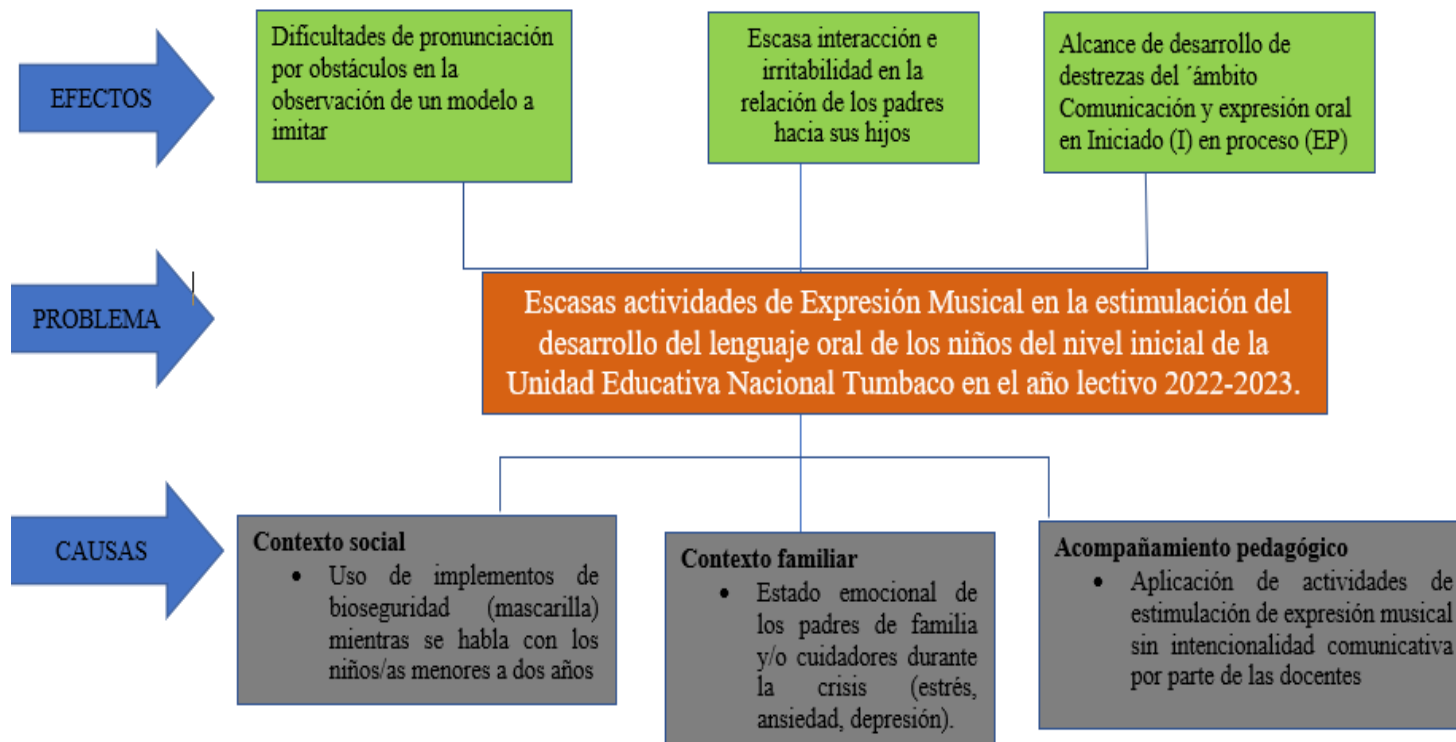 EFECTOS
Dificultades de pronunciación
por obstáculos en la
observación de un modelo a
imitar
Escasa interacción e
irritabilidad en la
relación de los padres
hacia sus hijos
Alcance de desarrollo de
destrezas del ´ámbito
Comunicación y expresión oral
en Iniciado (I) en proceso (EP)
PROBLEMA
Escasas actividades de Expresión Musical en la estimulación del
desarrollo del lenguaje oral de los niños del nivel inicial de la
Unidad Educativa Nacional Tumbaco en el año lectivo 2022-2023.
CAUSAS
Contexto social
• Uso de implementos de
bioseguridad (mascarilla)
mientras se habla con los
niños/as menores a dos años
Contexto familiar
• Estado emocional de
los padres de familia
y/o cuidadores durante
la crisis (estrés,
ansiedad, depresión).
Acompañamiento pedagógico
• Aplicación de actividades de
estimulación de expresión musical
sin intencionalidad comunicativa
por parte de las docentes